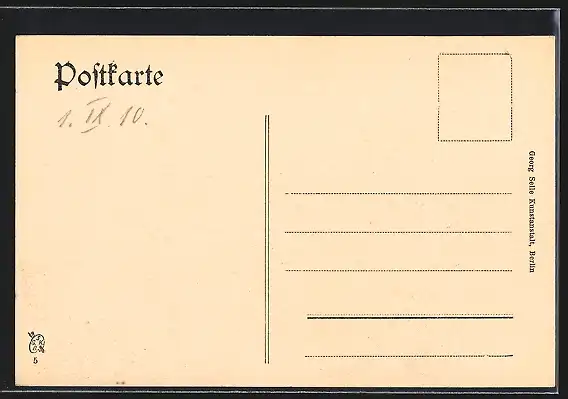 Postkarte
1. IX. 10.
Georg Selle Kunstanstalt, Berlin
5